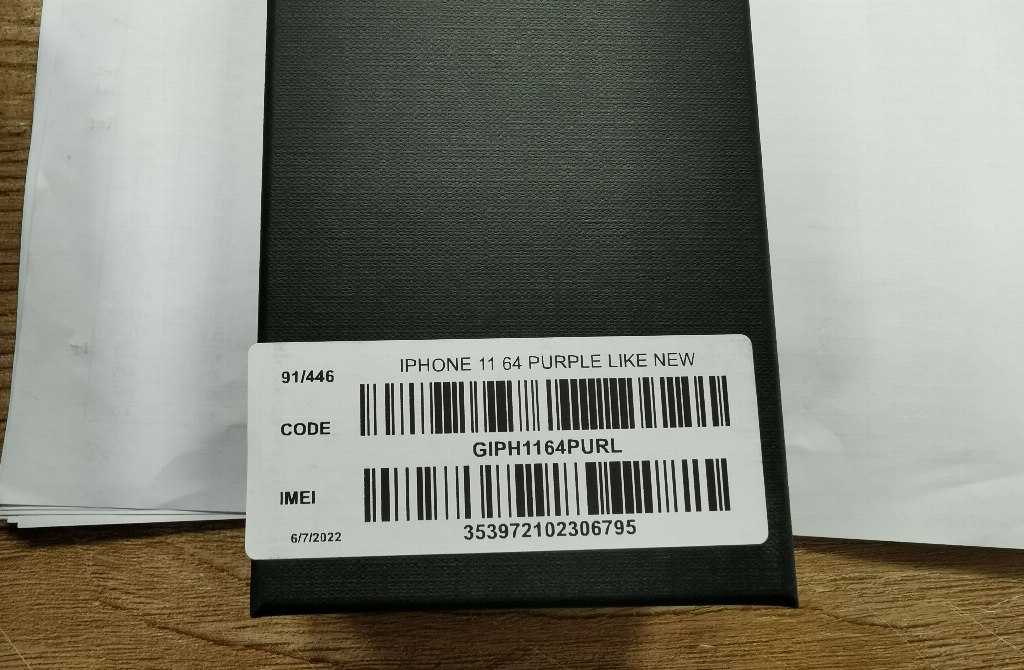 IPHONE 11 64 PURPLE LIKE NEW
91/446
CODE
GIPH1164PURL
IMEI
353972102306795
6/7/2022